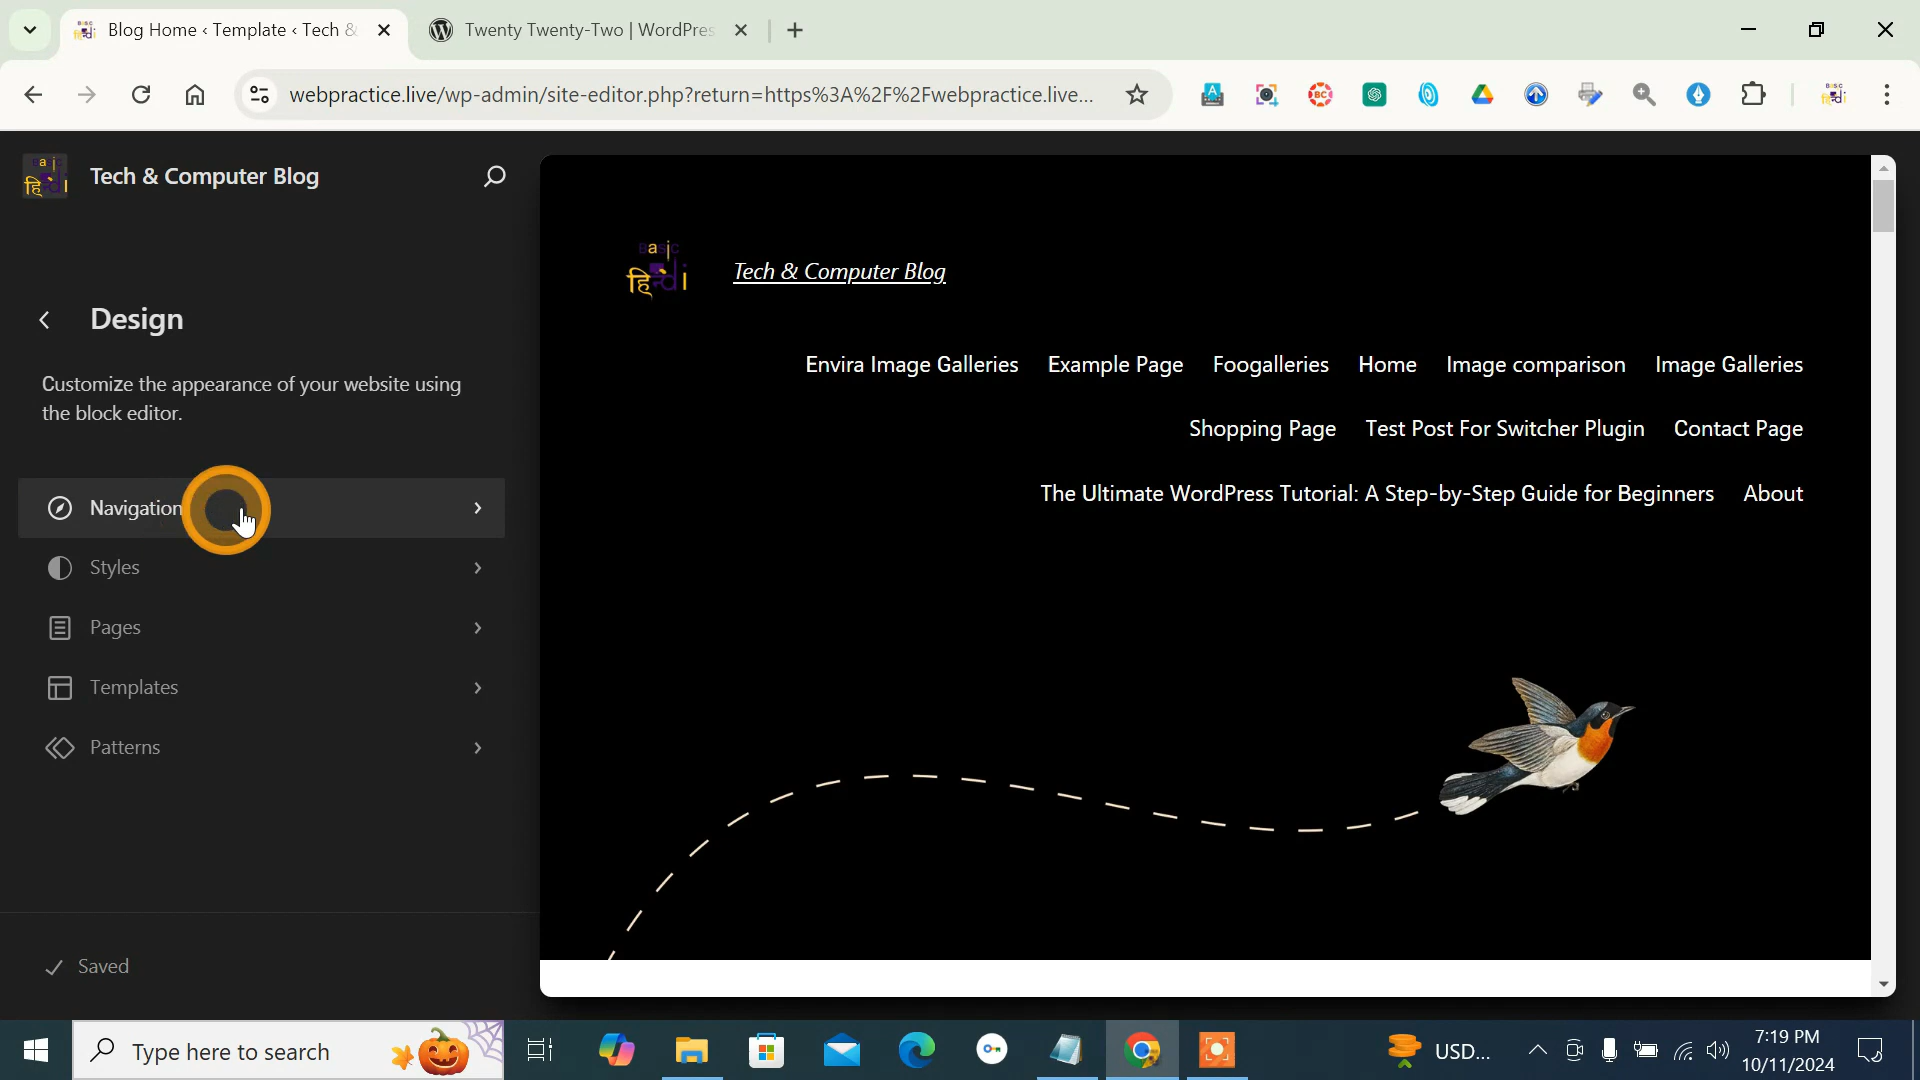 Blog Home ‹ Template ‹ Tech &
Twenty Twenty-Two | WordPres
webpractice.live/wp-admin/site-editor.php?return=https%3A%2F%2Fwebpractice.live...
Tech & Computer Blog
Design
Customize the appearance of your website using
the block editor.
Navigation
Styles
Pages
Templates
Patterns
Saved
Basic
हिन्दी
Tech & Computer Blog
Envira Image Galleries Example Page Foogalleries Home Image comparison Image Galleries
Shopping Page Test Post For Switcher Plugin Contact Page
The Ultimate WordPress Tutorial: A Step-by-Step Guide for Beginners About
Type here to search
USD...
7:19 PM
10/11/2024